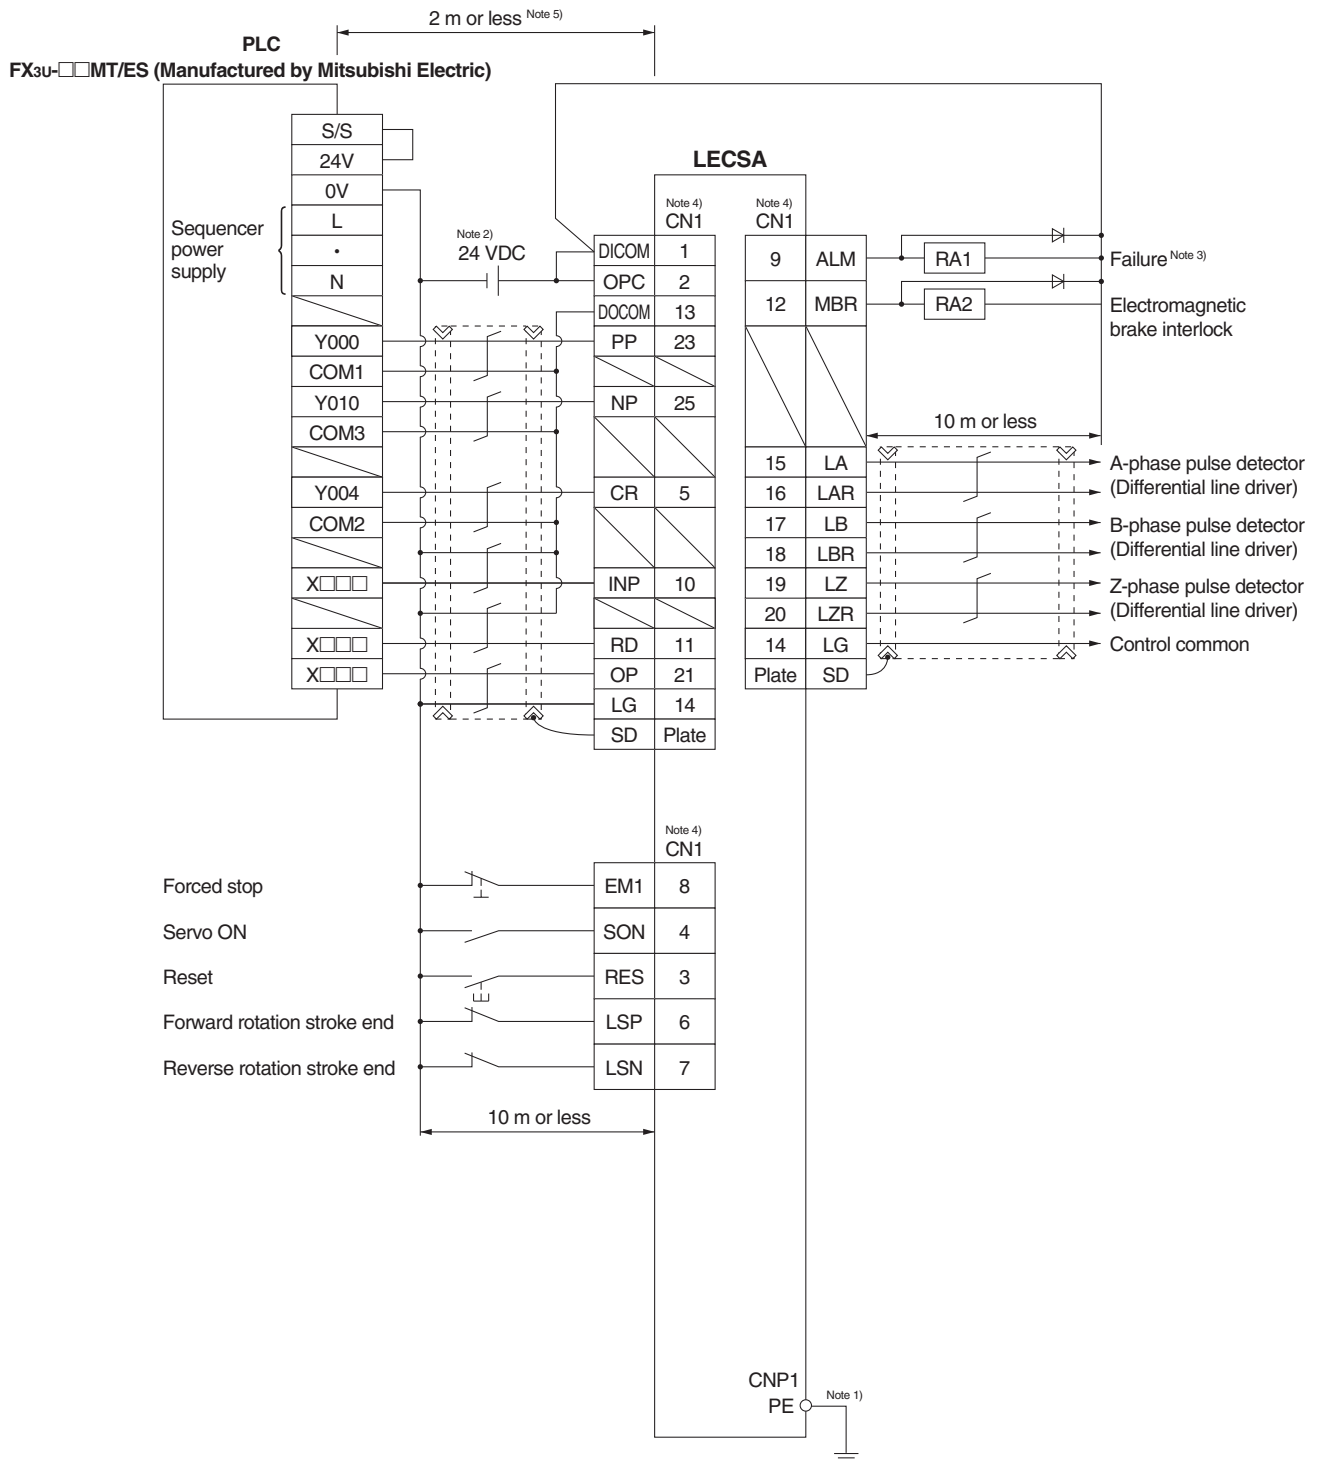 2 m or less Note 5)
PLC
FX3U-□□MT/ES (Manufactured by Mitsubishi Electric)
S/S
24V
0V
L
•
N
Sequencer
power
supply
Y000
COM1
Y010
COM3
Y004
COM2
X□□□
X□□□
X□□□
Note 2)
24 VDC
LECSA
Note 4)
CN1
DICOM 1
OPC 2
DOCOM 13
PP 23
NP 25
CR 5
INP 10
RD 11
OP 21
LG 14
SD Plate
Note 4)
CN1
9 ALM
12 MBR
15 LA
16 LAR
17 LB
18 LBR
19 LZ
20 LZR
14 LG
Plate SD
RA1
RA2
Failure Note 3)
Electromagnetic
brake interlock
10 m or less
A-phase pulse detector
(Differential line driver)
B-phase pulse detector
(Differential line driver)
Z-phase pulse detector
(Differential line driver)
Control common
Note 4)
CN1
Forced stop EM1 8
Servo ON SON 4
Reset RES 3
Forward rotation stroke end LSP 6
Reverse rotation stroke end LSN 7
10 m or less
CNP1
PE Note 1)